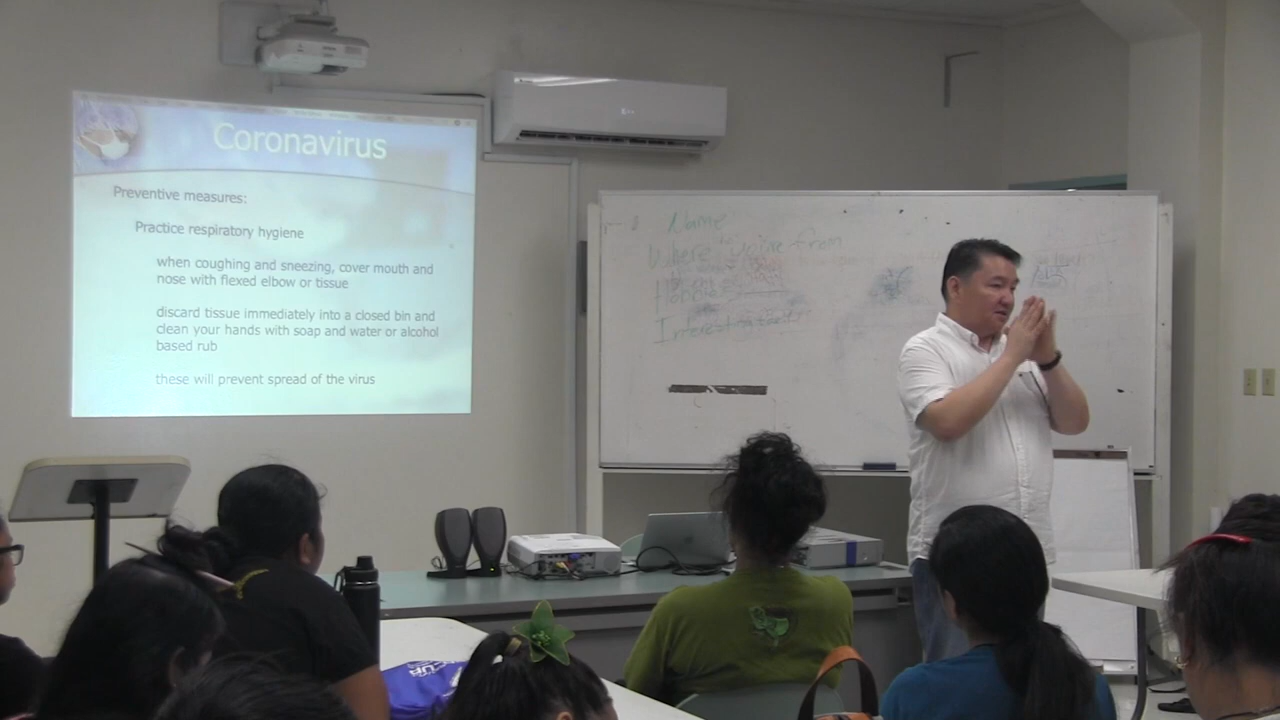 Coronavirus
Preventive measures:
Practice respiratory hygiene
when coughing and sneezing, cover mouth and
nose with flexed elbow or tissue
discard tissue immediately into a closed bin and
clean your hands with soap and water or alcohol
based rub
these will prevent spread of the virus
Name
Where from
CUP